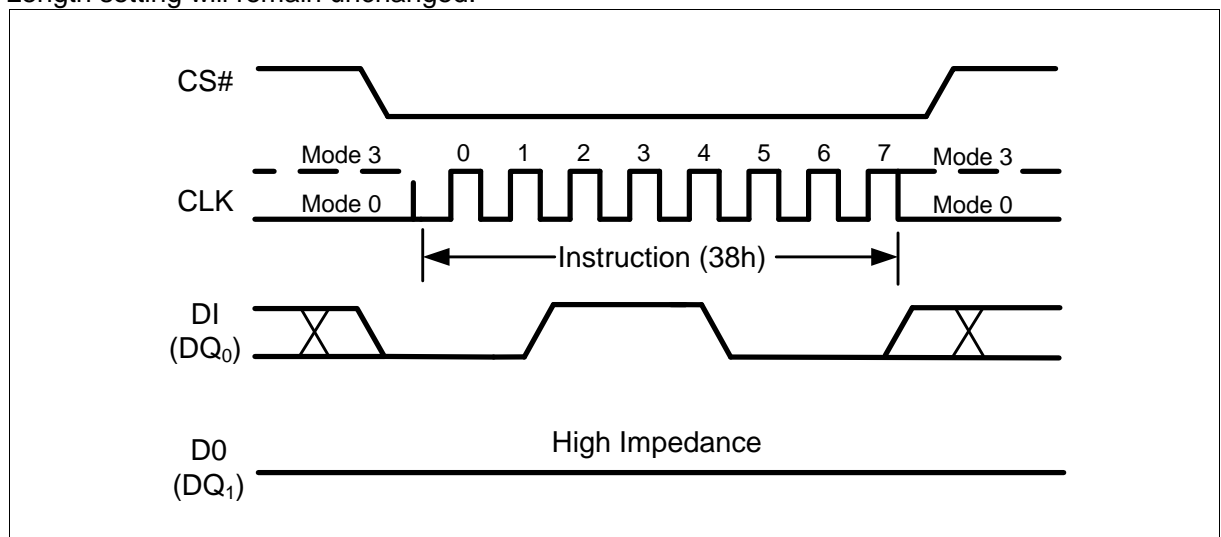 Length setting will remain unchanged.
CS#
Mode 3 0 1 2 3 4 5 6 7 Mode 3
CLK
Mode 0 Mode 0
Instruction (38h)
DI
(DQ₀)
High Impedance
D0
(DQ₁)